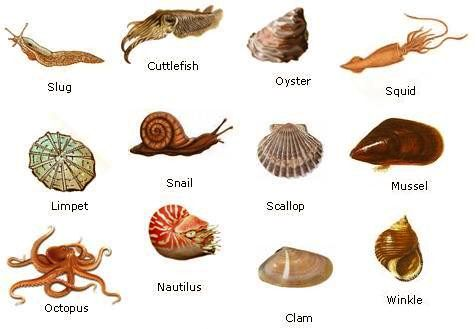 Slug
Cuttlefish
Oyster
Squid
Limpet
Snail
Scallop
Mussel
Octopus
Nautilus
Clam
Winkle